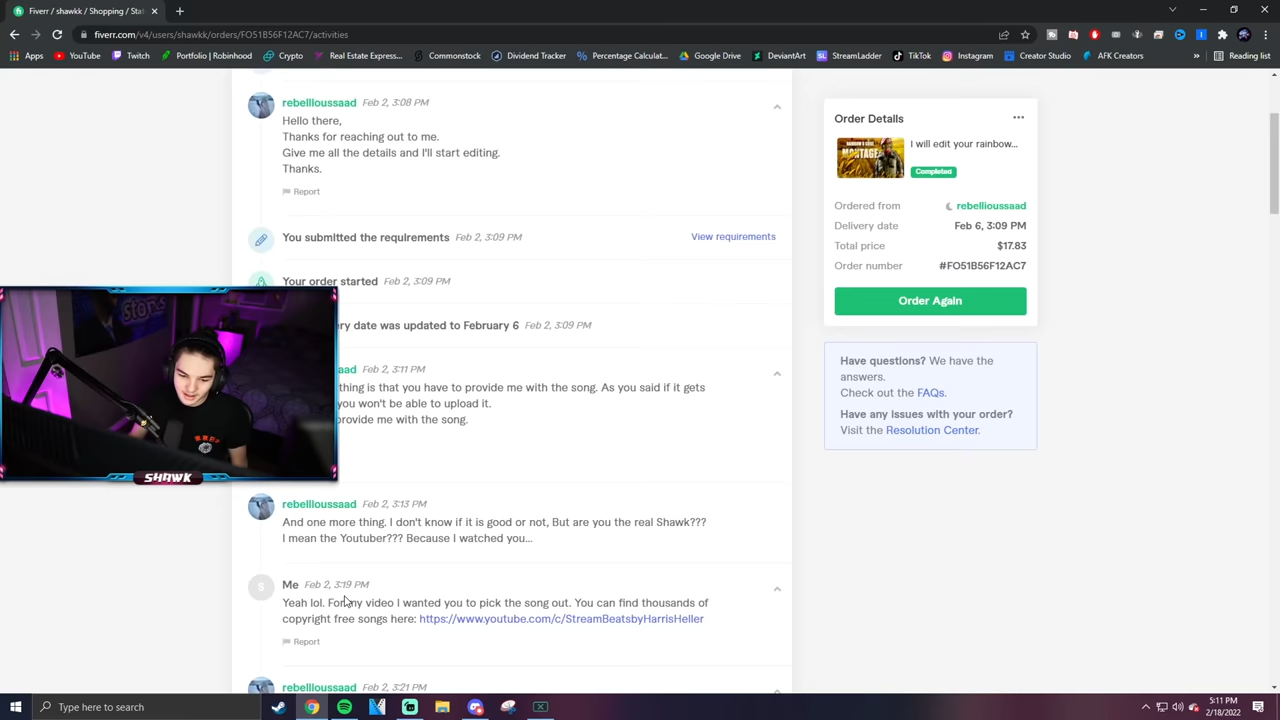 Fiverr / Shopping / Sta
fiverr.com/v4/users/shawkk/orders/FO51B56F12AC7/activities
Apps
YouTube
Twitch
Portfolio | Robinhood
Crypto
Real Estate Expres...
Commonstock
Dividend Tracker
Percentage Calculat...
Google Drive
DeviantArt
StreamLader
TikTok
Instagram
Creator Studio
AFK Creators
Reading list
rebellioussaad Feb 2, 3:08 PM
Hello there,
Thanks for reaching out to me.
Give me all the details and I'll start editing.
Thanks.
Report
You submitted the requirements Feb 2, 3:09 PM
View requirements
Your order started Feb 2, 3:09 PM
ry date was updated to February 6 Feb 2, 3:09 PM
aad Feb 2, 3:11 PM
thing is that you have to provide me with the song. As you said if it gets
you won't be able to upload it.
provide me with the song.
rebellioussaad Feb 2, 3:13 PM
And one more thing. I don't know if it is good or not, But are you the real Shawk???
I mean the Youtuber??? Because I watched you...
Me Feb 2, 3:19 PM
Yeah lol. For my video I wanted you to pick the song out. You can find thousands of
copyright free songs here: https://www.youtube.com/c/StreamBeatsbyHarrisHeller
Report
rebellioussaad Feb 2, 3:21 PM
Order Details
MONTAGE
I will edit your rainbow...
Completed
Ordered from rebellioussaad
Delivery date Feb 6, 3:09 PM
Total price $17.83
Order number #FO51B56F12AC7
Order Again
Have questions? We have the
answers.
Check out the FAQs.
Have any issues with your order?
Visit the Resolution Center.
SHAWK
Type here to search
5:11 PM
2/18/2022